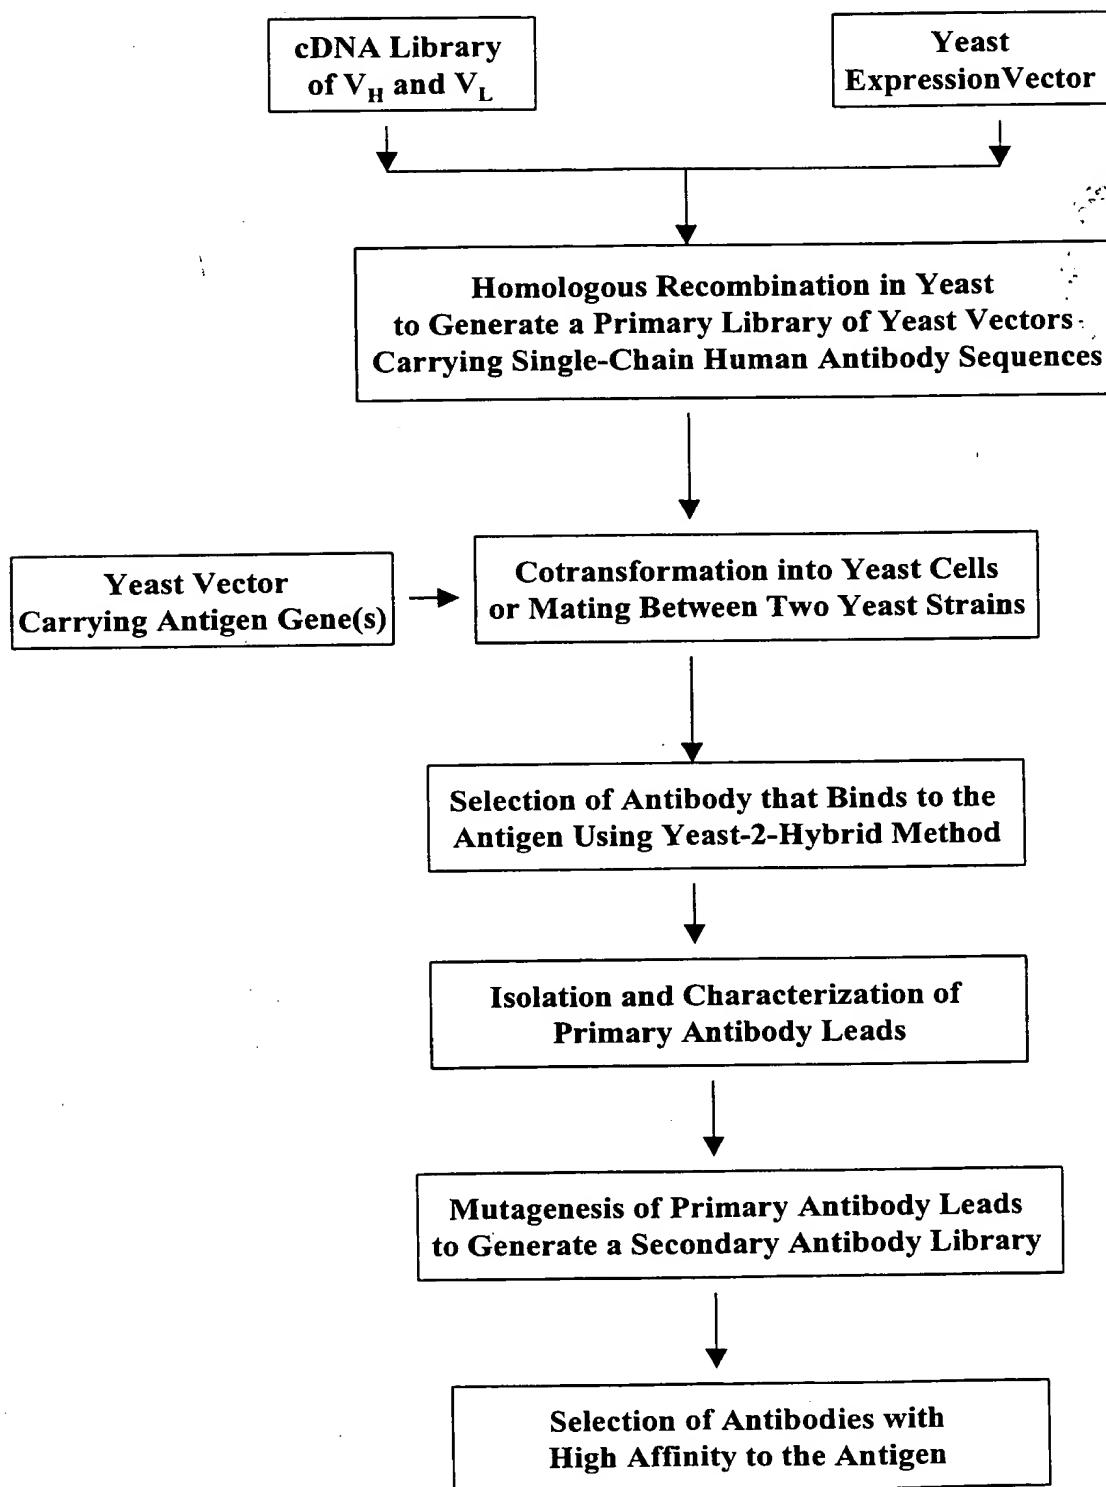 cDNA Library
of VH and VL
Yeast
ExpressionVector
Homologous Recombination in Yeast
to Generate a Primary Library of Yeast Vectors
Carrying Single-Chain Human Antibody Sequences
Yeast Vector
Carrying Antigen Gene(s)
Cotransformation into Yeast Cells
or Mating Between Two Yeast Strains
Selection of Antibody that Binds to the
Antigen Using Yeast-2-Hybrid Method
Isolation and Characterization of
Primary Antibody Leads
Mutagenesis of Primary Antibody Leads
to Generate a Secondary Antibody Library
Selection of Antibodies with
High Affinity to the Antigen